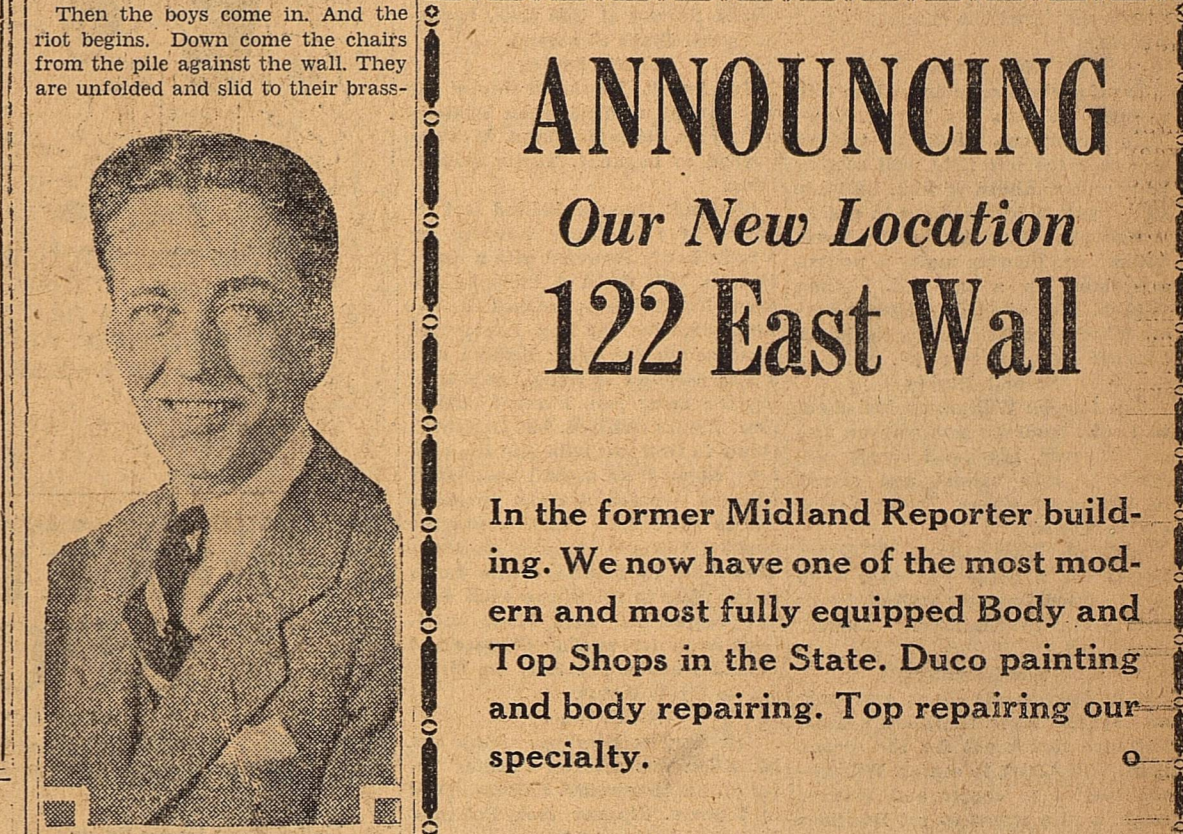 Then the boys come in. And the
riot begins. Down come the chairs
from the pile against the wall. They
are unfolded and slid to their brass-
ANNOUNCING
Our New Location
122 East Wall
In the former Midland Reporter build-
ing. We now have one of the most mod-
ern and most fully equipped Body and
Top Shops in the State. Duco painting
and body repairing. Top repairing our
specialty.